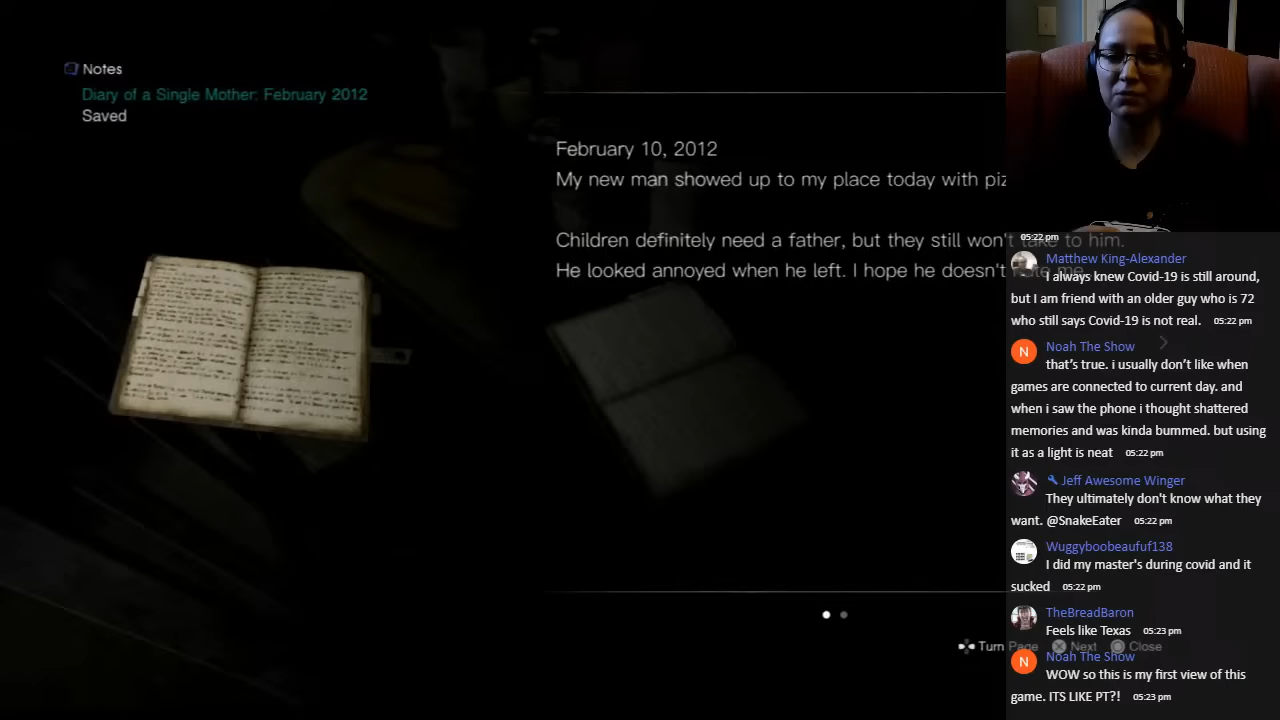 Notes
Diary of a Single Mother: February 2012
Saved
February 10, 2012
My new man showed up to my place today with piz
Children definitely need a father, but they still won't take to him.
He looked annoyed when he left. I hope he doesn't hate me.
Turn Page Next Close
05:22 pm
Matthew King-Alexander
I always knew Covid-19 is still around,
but I am friend with an older guy who is 72
who still says Covid-19 is not real. 05:22 pm
N Noah The Show
that's true. i usually don't like when
games are connected to current day. and
when i saw the phone i thought shattered
memories and was kinda bummed. but using
it as a light is neat 05:22 pm
Jeff Awesome Winger
They ultimately don't know what they
want. @SnakeEater 05:22 pm
Wuggyboobeaufuf138
I did my master's during covid and it
sucked 05:22 pm
TheBreadBaron
Feels like Texas 05:23 pm
N Noah The Show
WOW so this is my first view of this
game. ITS LIKE PT?! 05:23 pm